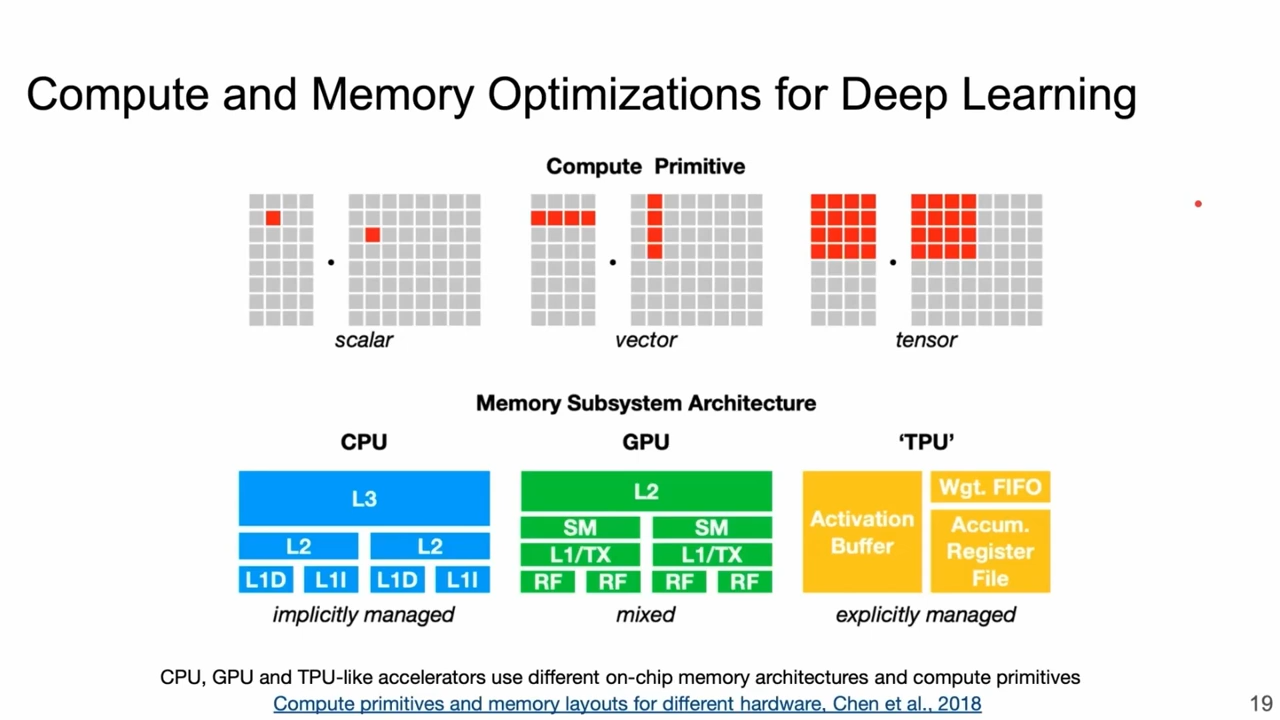 Compute and Memory Optimizations for Deep Learning
Compute Primitive
scalar
vector
tensor
Memory Subsystem Architecture
CPU
GPU
‘TPU’
L3
L2 L2
L1D L1I L1D L1I
implicitly managed
L2
SM SM
L1/TX L1/TX
RF RF RF RF
mixed
Activation
Buffer
Wgt. FIFO
Accum.
Register
File
explicitly managed
CPU, GPU and TPU-like accelerators use different on-chip memory architectures and compute primitives
Compute primitives and memory layouts for different hardware, Chen et al., 2018
19